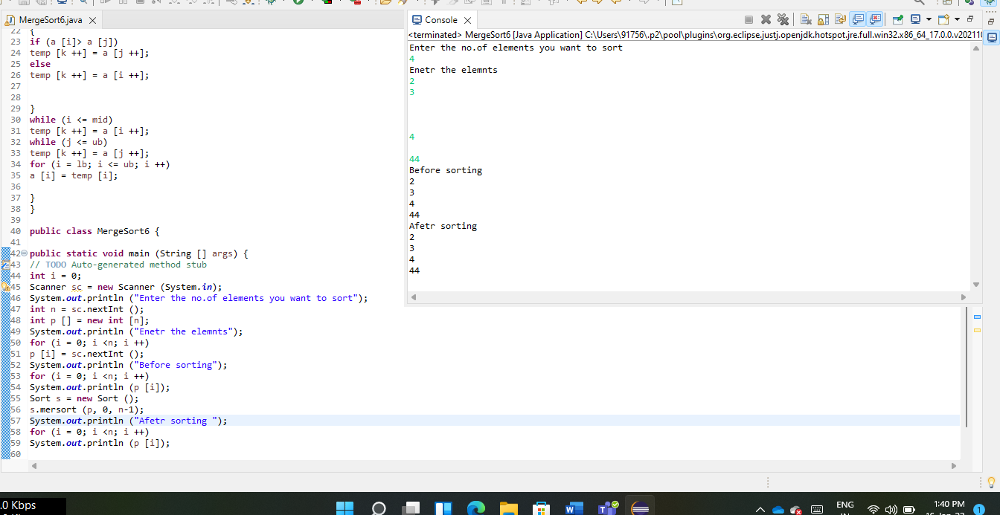 MergeSort6.java
22 {
23 if (a [i]> a [j])
24 temp [k ++] = a [j ++];
25 else
26 temp [k ++] = a [i ++];
27
28
29 }
30 while (i <= mid)
31 temp [k ++] = a [i ++];
32 while (j <= ub)
33 temp [k ++] = a [j ++];
34 for (i = lb; i <= ub; i ++)
35 a [i] = temp [i];
36
37 }
38 }
39
40 public class MergeSort6 {
41
42 public static void main (String [] args) {
43 // TODO Auto-generated method stub
44 int i = 0;
45 Scanner sc = new Scanner (System.in);
46 System.out.println ("Enter the no.of elements you want to sort");
47 int n = sc.nextInt ();
48 int p [] = new int [n];
49 System.out.println ("Enetr the elemnts");
50 for (i = 0; i <n; i ++)
51 p [i] = sc.nextInt ();
52 System.out.println ("Before sorting");
53 for (i = 0; i <n; i ++)
54 System.out.println (p [i]);
55 Sort s = new Sort ();
56 s.mersort (p, 0, n-1);
57 System.out.println ("Afetr sorting ");
58 for (i = 0; i <n; i ++)
59 System.out.println (p [i]);
60
Console
<terminated> MergeSort6 [Java Application] C:\Users\91756\.p2\pool\plugins\org.eclipse.justj.openjdk.hotspot.jre.full.win32.x86_64_17.0.0.v20211
Enter the no.of elements you want to sort
4
Enetr the elemnts
2
3
4
44
Before sorting
2
3
4
44
Afetr sorting
2
3
4
44
.0 Kbps
ENG
IN
1:40 PM
1